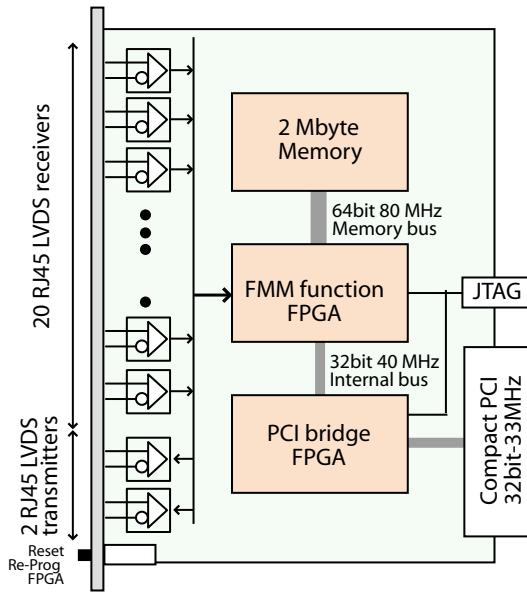 20 RJ45 LVDS receivers
2 RJ45 LVDS
transmitters
Reset
Re-Prog
FPGA
2 Mbyte
Memory
64bit 80 MHz
Memory bus
FMM function
FPGA
32bit 40 MHz
Internal bus
PCI bridge
FPGA
JTAG
Compact PCI
32bit-33MHz